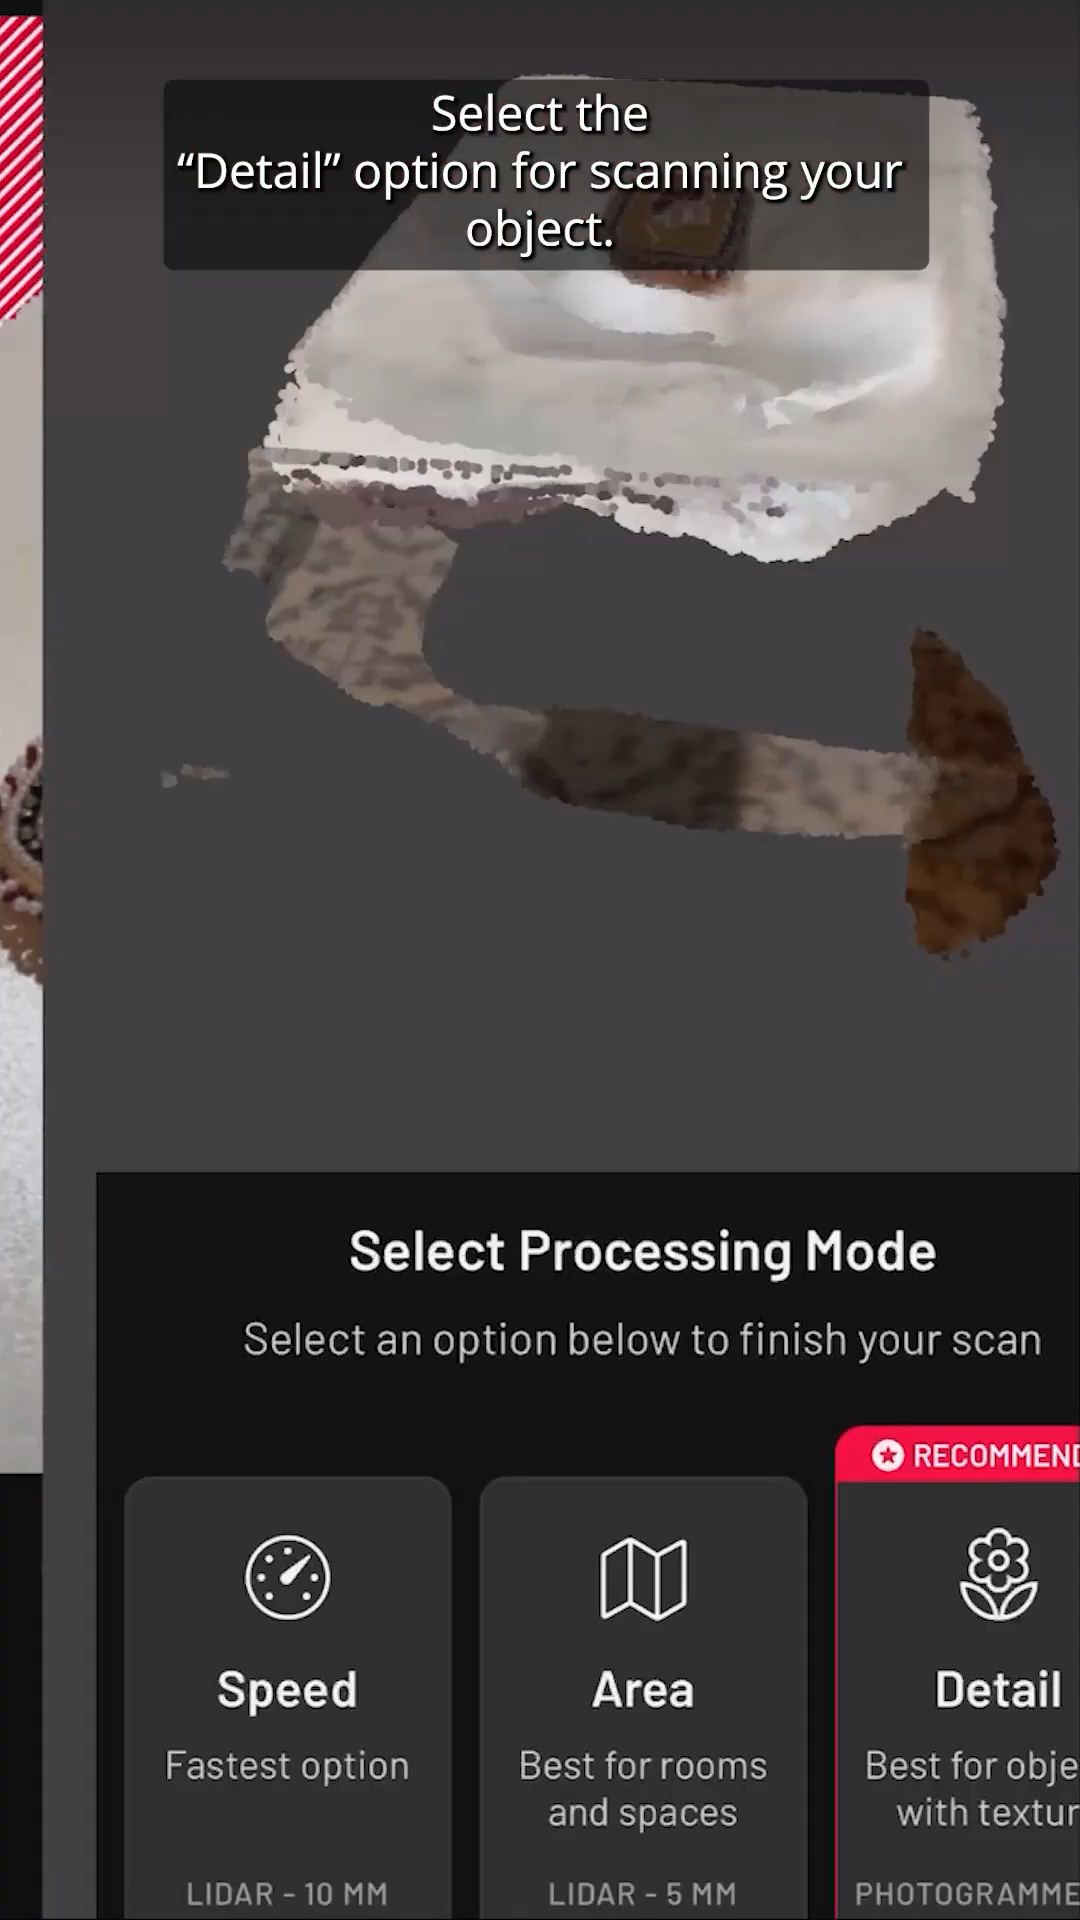 Select the
“Detail” option for scanning your
object.
Select Processing Mode
Select an option below to finish your scan
RECOMMEND
Speed
Fastest option
LIDAR - 10 MM
Area
Best for rooms
and spaces
LIDAR - 5 MM
Detail
Best for obje
with textur
PHOTOGRAMME